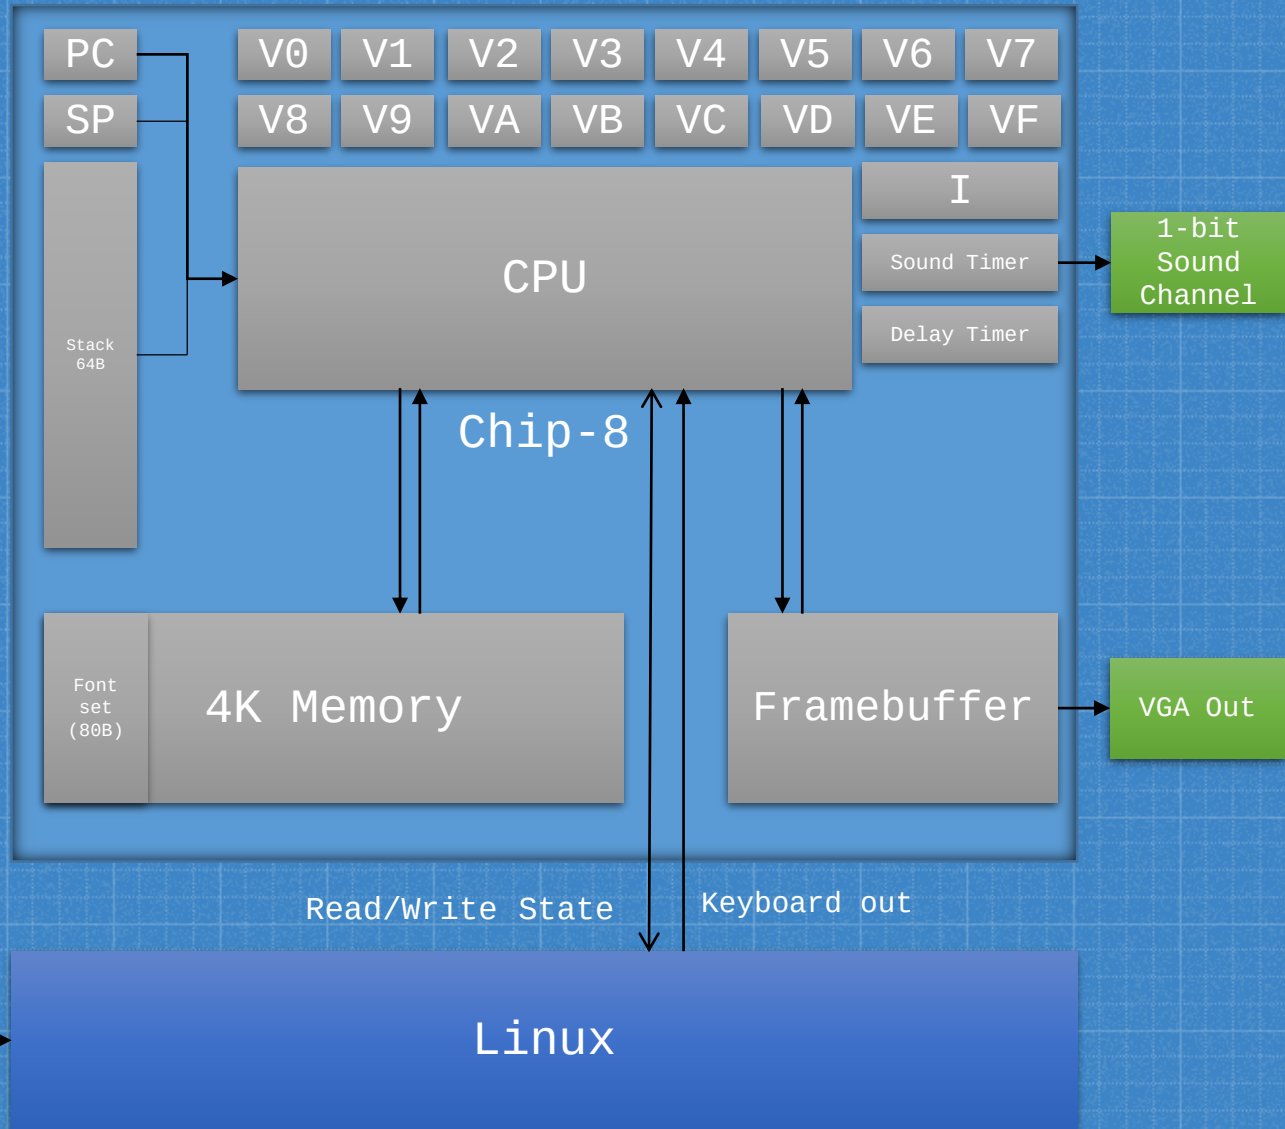 PC
V0 V1 V2 V3 V4 V5 V6 V7
SP
V8 V9 VA VB VC VD VE VF
I
1-bit
Sound
Channel
CPU
Sound Timer
Delay Timer
Stack
64B
Chip-8
Font
set
(80B)
4K Memory
Framebuffer
VGA Out
Read/Write State
Keyboard out
Linux